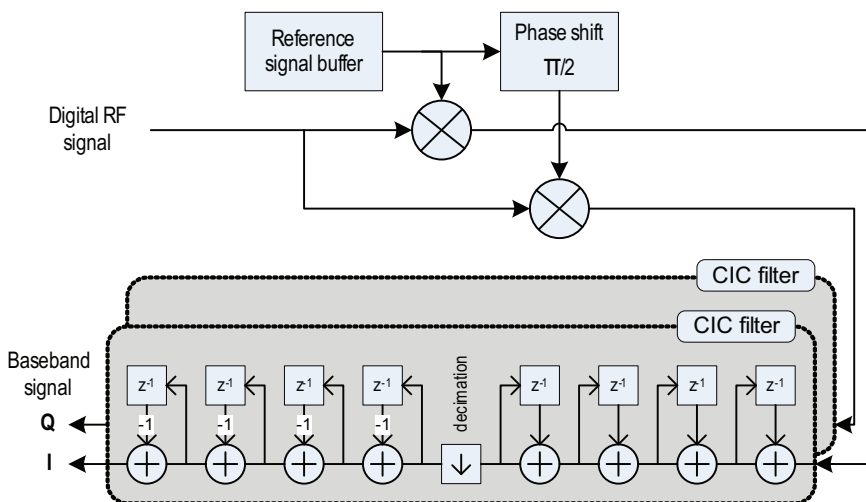 Reference
signal buffer
Phase shift
π/2
Digital RF
signal
CIC filter
CIC filter
Baseband
signal
Q
I
z-1
z-1
z-1
z-1
decimation
z-1
z-1
z-1
z-1
-1
-1
-1
-1